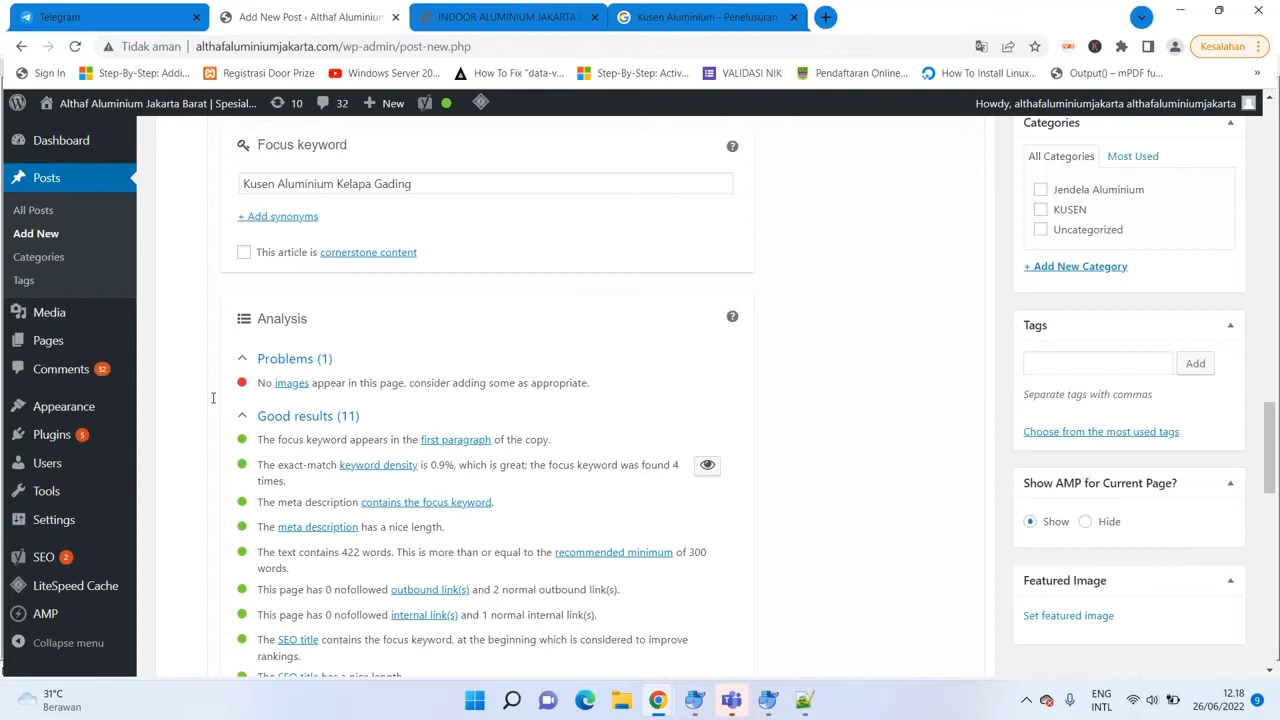 Telegram
Add New Post ‹ Althaf Aluminium
INDOOR ALUMINIUM JAKARTA
Kusen Aluminium - Penelusuran
Tidak aman
althafaluminiumjakarta.com/wp-admin/post-new.php
Kesalahan
Sign In
Step-By-Step: Addi...
Registrasi Door Prize
Windows Server 20...
How To Fix "data-v...
Step-By-Step: Activ...
VALIDASI NIK
Pendaftaran Online...
How To Install Linux...
Output() – mPDF fu...
»
Althaf Aluminium Jakarta Barat | Spesial...
10
32
New
Howdy, althafaluminiumjakarta althafaluminiumjakarta
Dashboard
Posts
All Posts
Add New
Categories
Tags
Media
Pages
Comments 32
Appearance
Plugins 5
Users
Tools
Settings
SEO 2
LiteSpeed Cache
AMP
Collapse menu
Focus keyword
Kusen Aluminium Kelapa Gading
+ Add synonyms
This article is cornerstone content
Analysis
Problems (1)
No images appear in this page, consider adding some as appropriate.
Good results (11)
The focus keyword appears in the first paragraph of the copy.
The exact-match keyword density is 0.9%, which is great; the focus keyword was found 4
times.
The meta description contains the focus keyword.
The meta description has a nice length.
The text contains 422 words. This is more than or equal to the recommended minimum of 300
words.
This page has 0 nofollowed outbound link(s) and 2 normal outbound link(s).
This page has 0 nofollowed internal link(s) and 1 normal internal link(s).
The SEO title contains the focus keyword, at the beginning which is considered to improve
rankings.
The SEO title has a nice length.
Categories
All Categories
Most Used
Jendela Aluminium
KUSEN
Uncategorized
+ Add New Category
Tags
Add
Separate tags with commas
Choose from the most used tags
Show AMP for Current Page?
Show
Hide
Featured Image
Set featured image
31°C
Berawan
ENG
INTL
12.18
26/06/2022
9